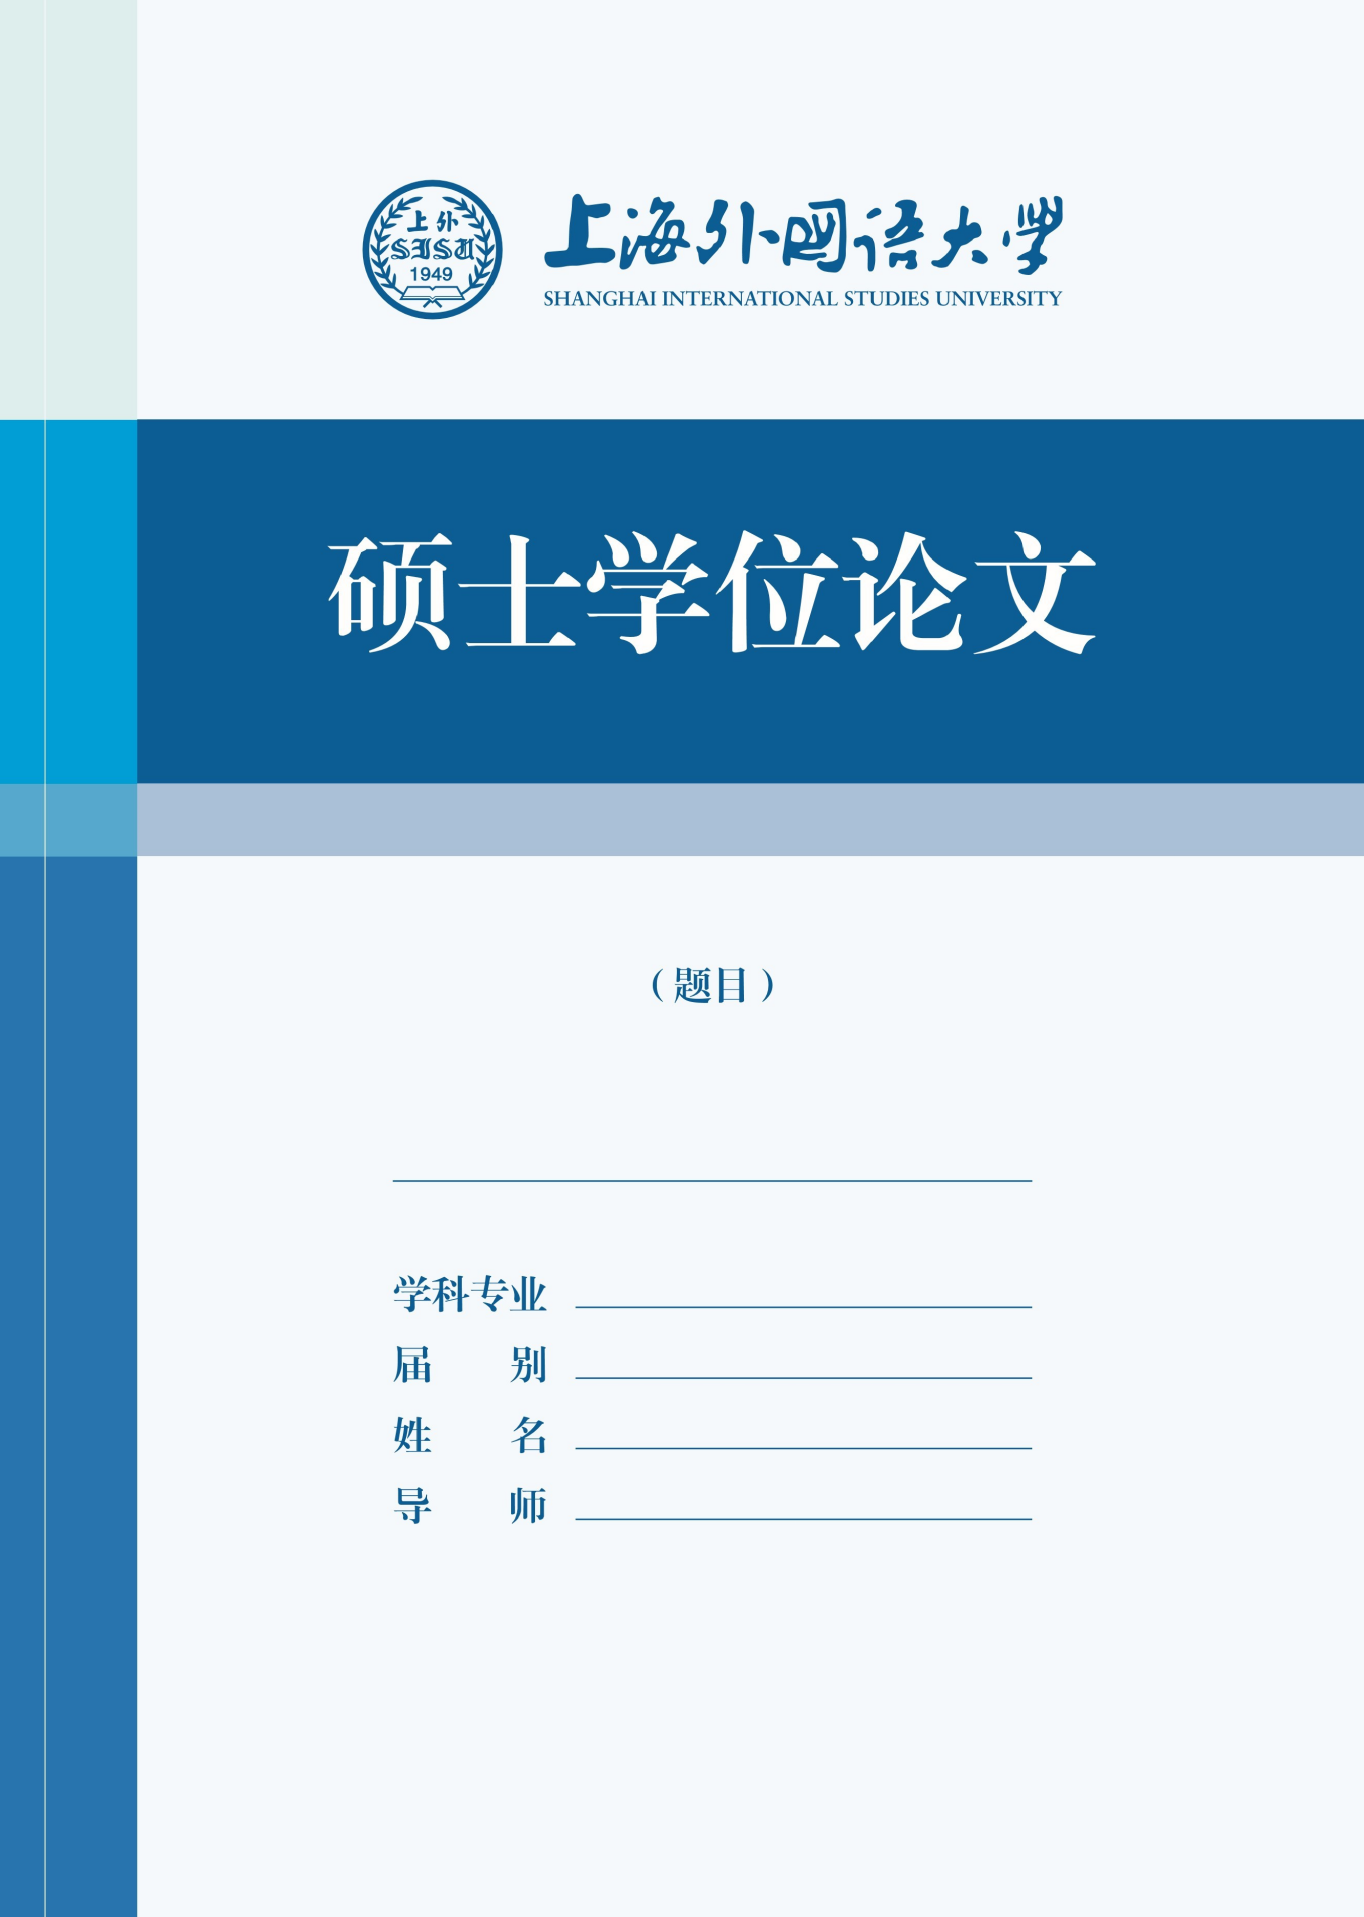 上外
SISU
1949
上海外国语大学
SHANGHAI INTERNATIONAL STUDIES UNIVERSITY
硕士学位论文
（题目）
学科专业
届 别
姓 名
导 师